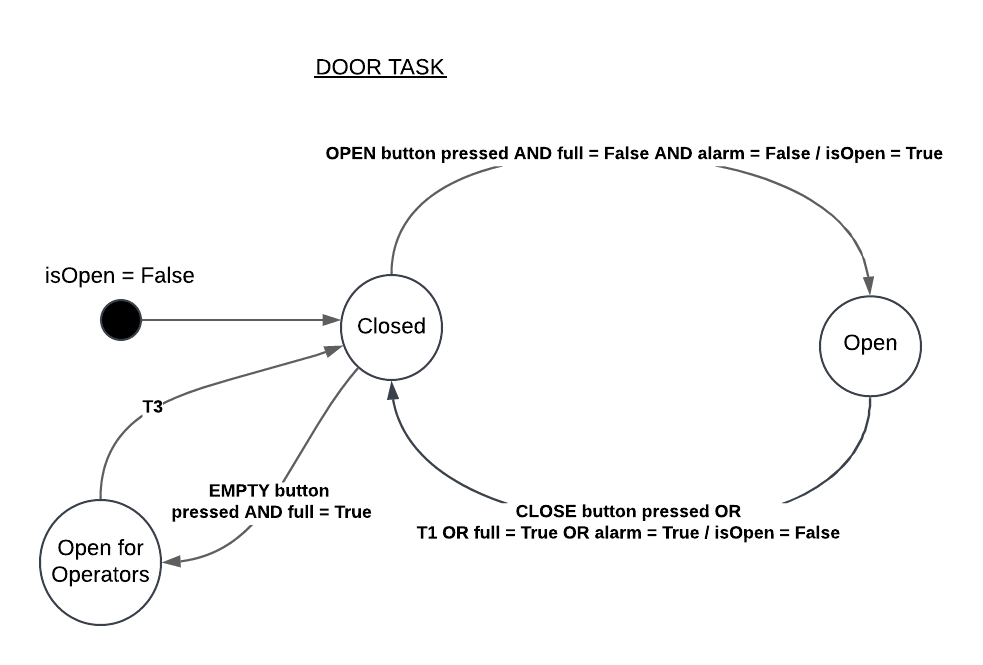 DOOR TASK
OPEN button pressed AND full = False AND alarm = False / isOpen = True
isOpen = False
Closed
Open
T3
EMPTY button
pressed AND full = True
CLOSE button pressed OR
T1 OR full = True OR alarm = True / isOpen = False
Open for
Operators